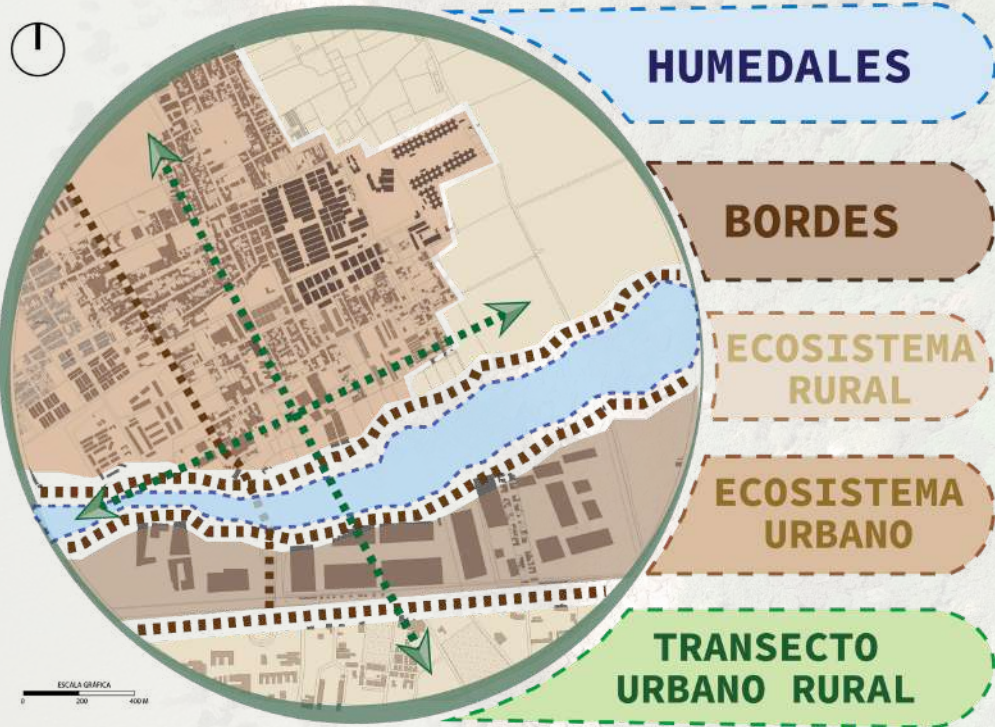 HUMEDALES
BORDES
ECOSISTEMA
RURAL
ECOSISTEMA
URBANO
TRANSECTO
URBANO RURAL
ESCALA GRÁFICA
0 200 400 M